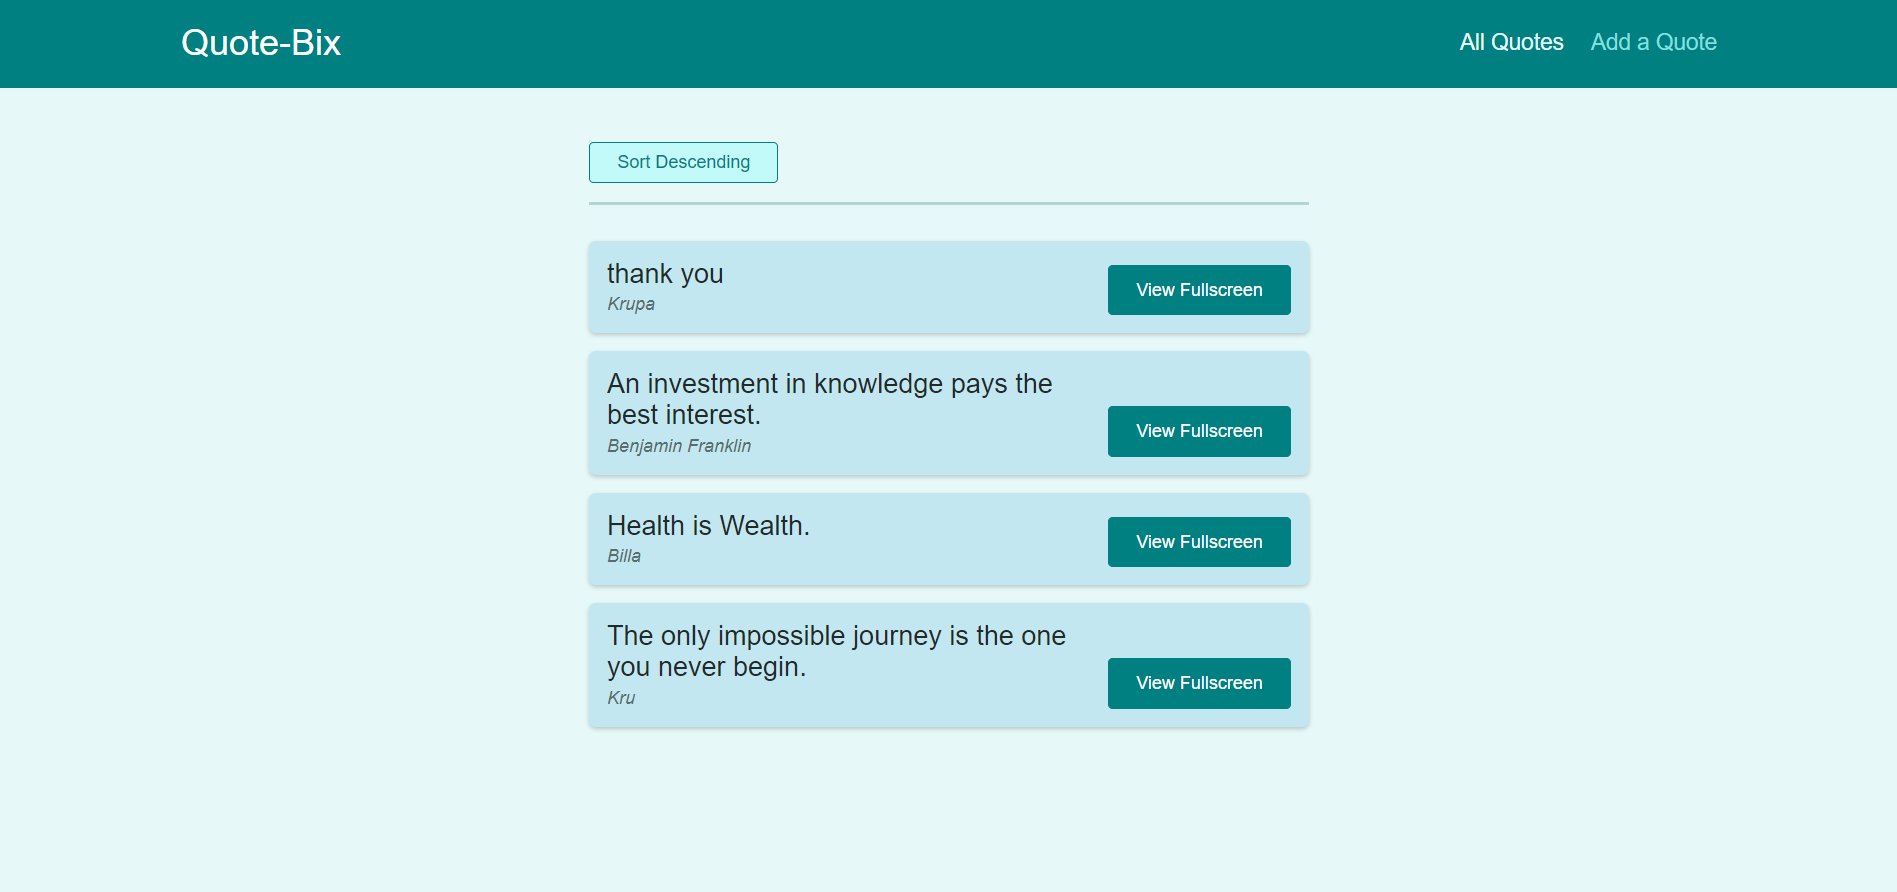 Quote-Bix
All Quotes
Add a Quote
Sort Descending
thank you
Krupa
View Fullscreen
An investment in knowledge pays the
best interest.
Benjamin Franklin
View Fullscreen
Health is Wealth.
Billa
View Fullscreen
The only impossible journey is the one
you never begin.
Kru
View Fullscreen